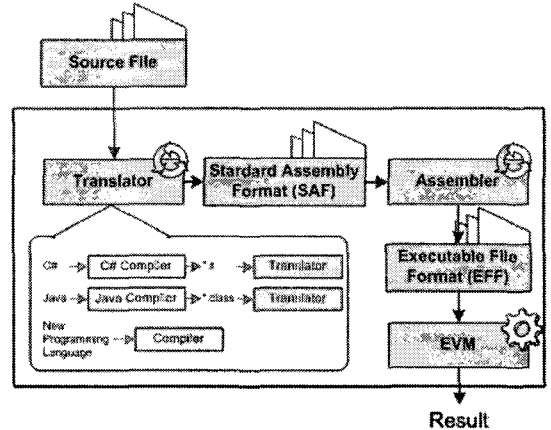 Source File
Translator
Stardard Assembly
Format (SAF)
Assembler
C#
C# Compiler
*.s
Translator
Java
Java Compiler
*.class
Translator
New
Programming
Language
Compiler
Executable File
Format (EFF)
EVM
Result